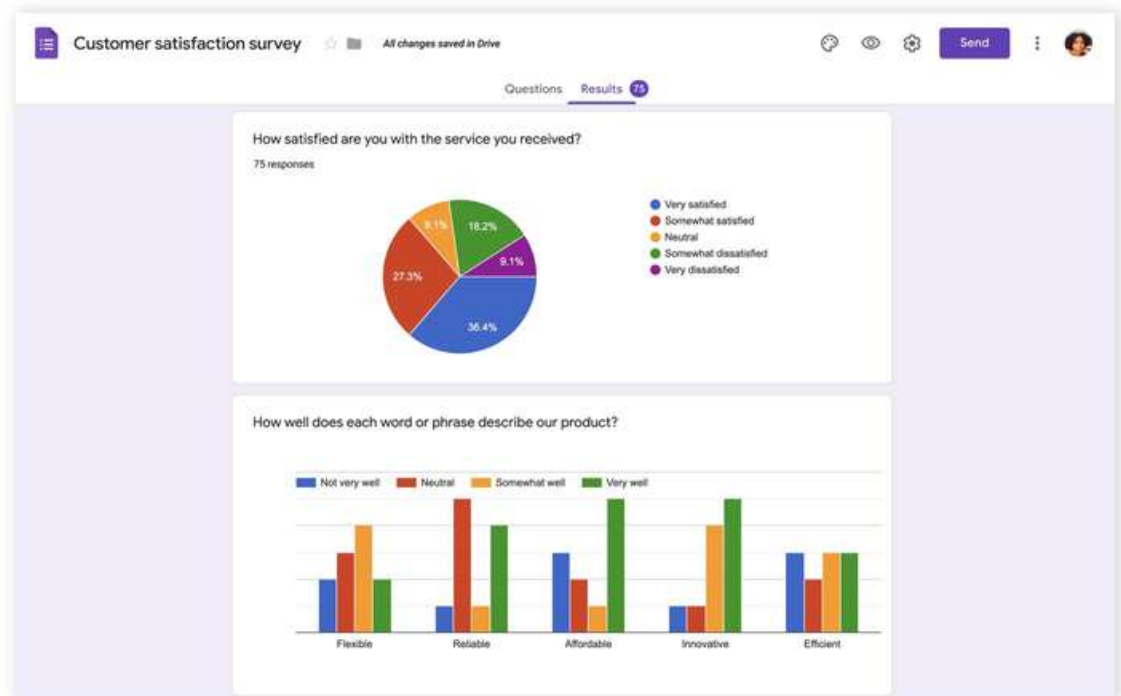 Customer satisfaction survey All changes saved in Drive Send
Questions Results 75
How satisfied are you with the service you received?
75 responses
Very satisfied
Somewhat satisfied
Neutral
Somewhat dissatisfied
Very dissatisfied
9.1% 18.2%
9.1%
27.3%
36.4%
How well does each word or phrase describe our product?
Not very well Neutral Somewhat well Very well
Flexible Reliable Affordable Innovative Efficient